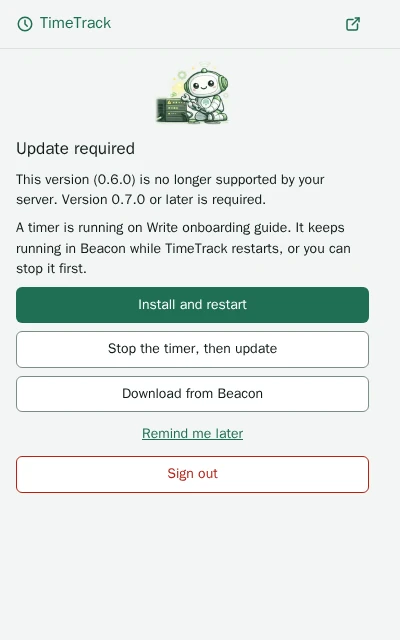 TimeTrack
Update required
This version (0.6.0) is no longer supported by your
server. Version 0.7.0 or later is required.
A timer is running on Write onboarding guide. It keeps
running in Beacon while TimeTrack restarts, or you can
stop it first.
Install and restart
Stop the timer, then update
Download from Beacon
Remind me later
Sign out